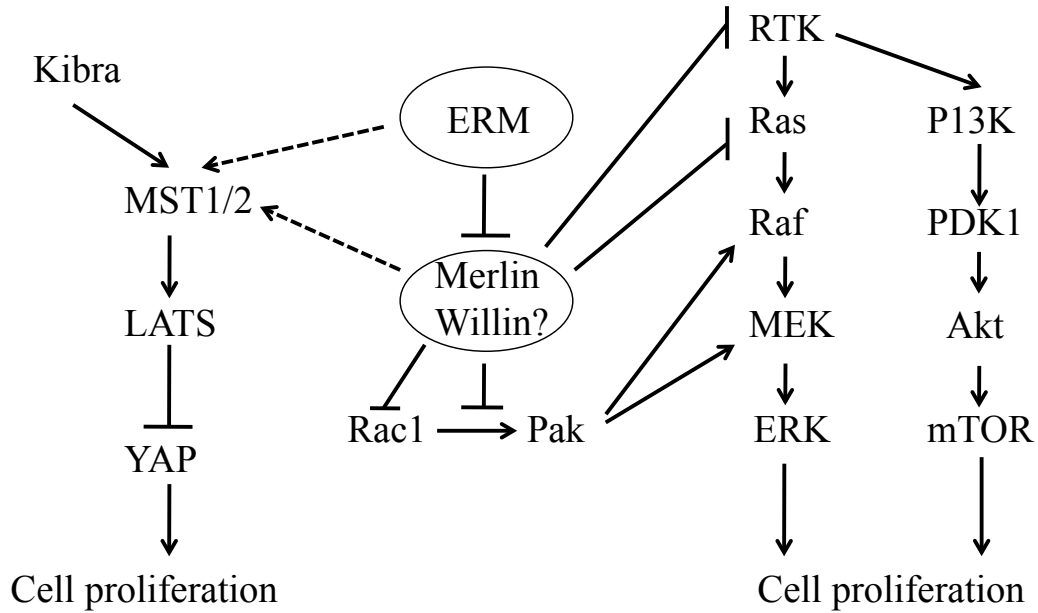 RTK
Kibra
ERM
Ras
P13K
MST1/2
Raf
PDK1
Merlin
Willin?
LATS
MEK
Akt
Rac1
Pak
ERK
mTOR
YAP
Cell proliferation
Cell proliferation